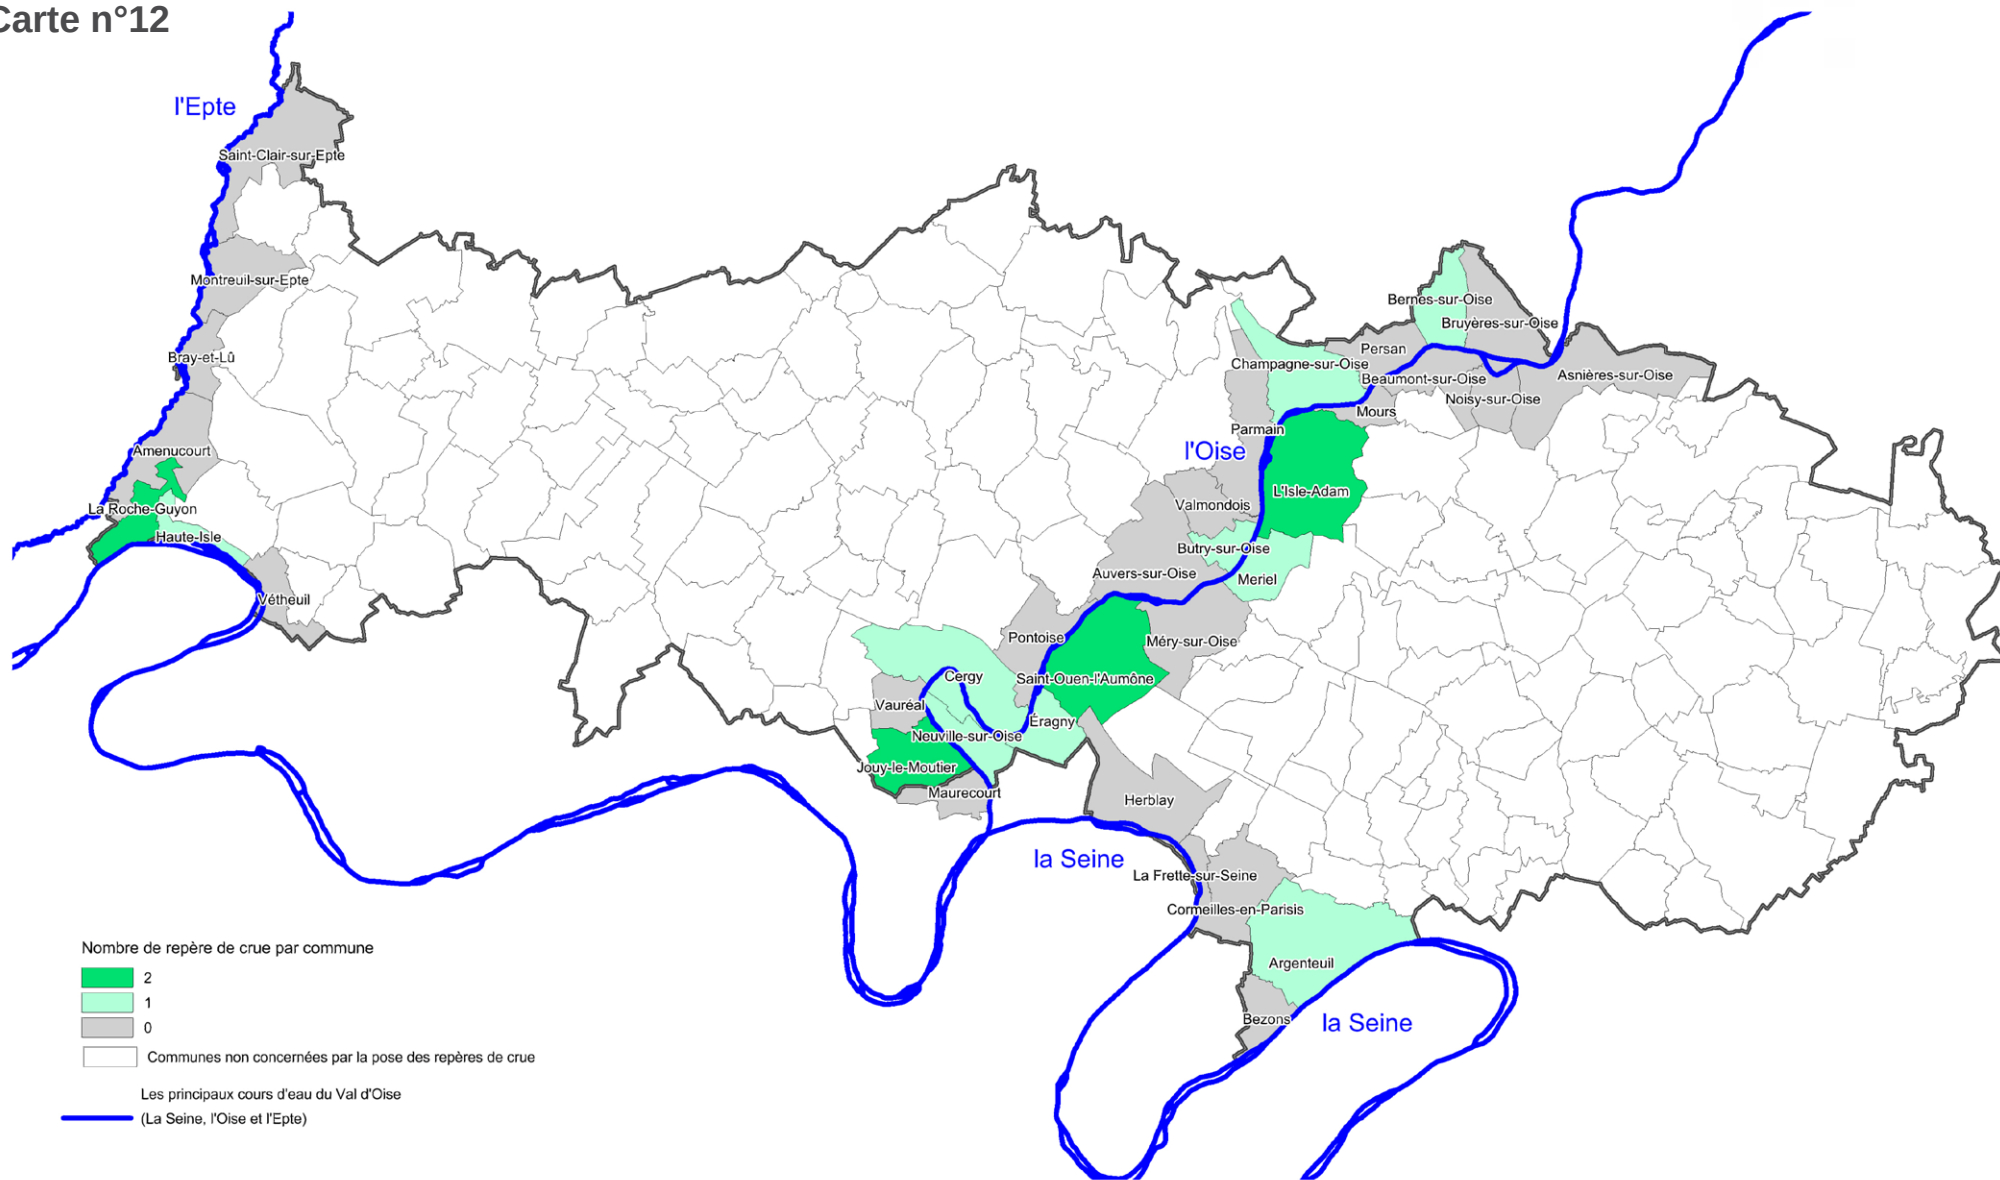 Carte n°12
l'Epte
Saint-Clair-sur-Epte
Montreuil-sur-Epte
Bray-et-Lû
Amenucourt
La Roche-Guyon
Haute-Isle
Vétheuil
Bernes-sur-Oise
Bruyères-sur-Oise
Persan
Champagne-sur-Oise
Beaumont-sur-Oise
Asnières-sur-Oise
Noisy-sur-Oise
Mours
Parmain
l'Oise
L'Isle-Adam
Valmondois
Butry-sur-Oise
Auvers-sur-Oise
Meriel
Pontoise
Méry-sur-Oise
Cergy
Saint-Ouen-l'Aumône
Vauréal
Éragny
Neuville-sur-Oise
Jouy-le-Moutier
Maurecourt
Herblay
la Seine
La Frette-sur-Seine
Cormeilles-en-Parisis
Argenteuil
Bezons
la Seine
Nombre de repère de crue par commune
2
1
0
Communes non concernées par la pose des repères de crue
Les principaux cours d'eau du Val d'Oise
(La Seine, l'Oise et l'Epte)